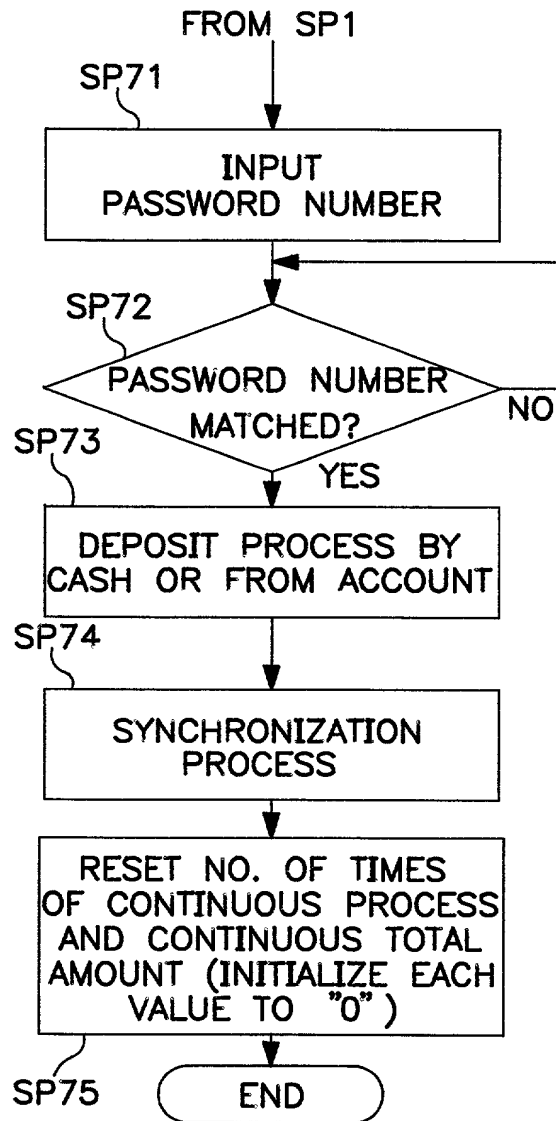 FROM SP1
SP71
INPUT
PASSWORD NUMBER
SP72
PASSWORD NUMBER
MATCHED?
NO
SP73
YES
DEPOSIT PROCESS BY
CASH OR FROM ACCOUNT
SP74
SYNCHRONIZATION
PROCESS
RESET NO. OF TIMES
OF CONTINUOUS PROCESS
AND CONTINUOUS TOTAL
AMOUNT (INITIALIZE EACH
VALUE TO "0")
SP75
END